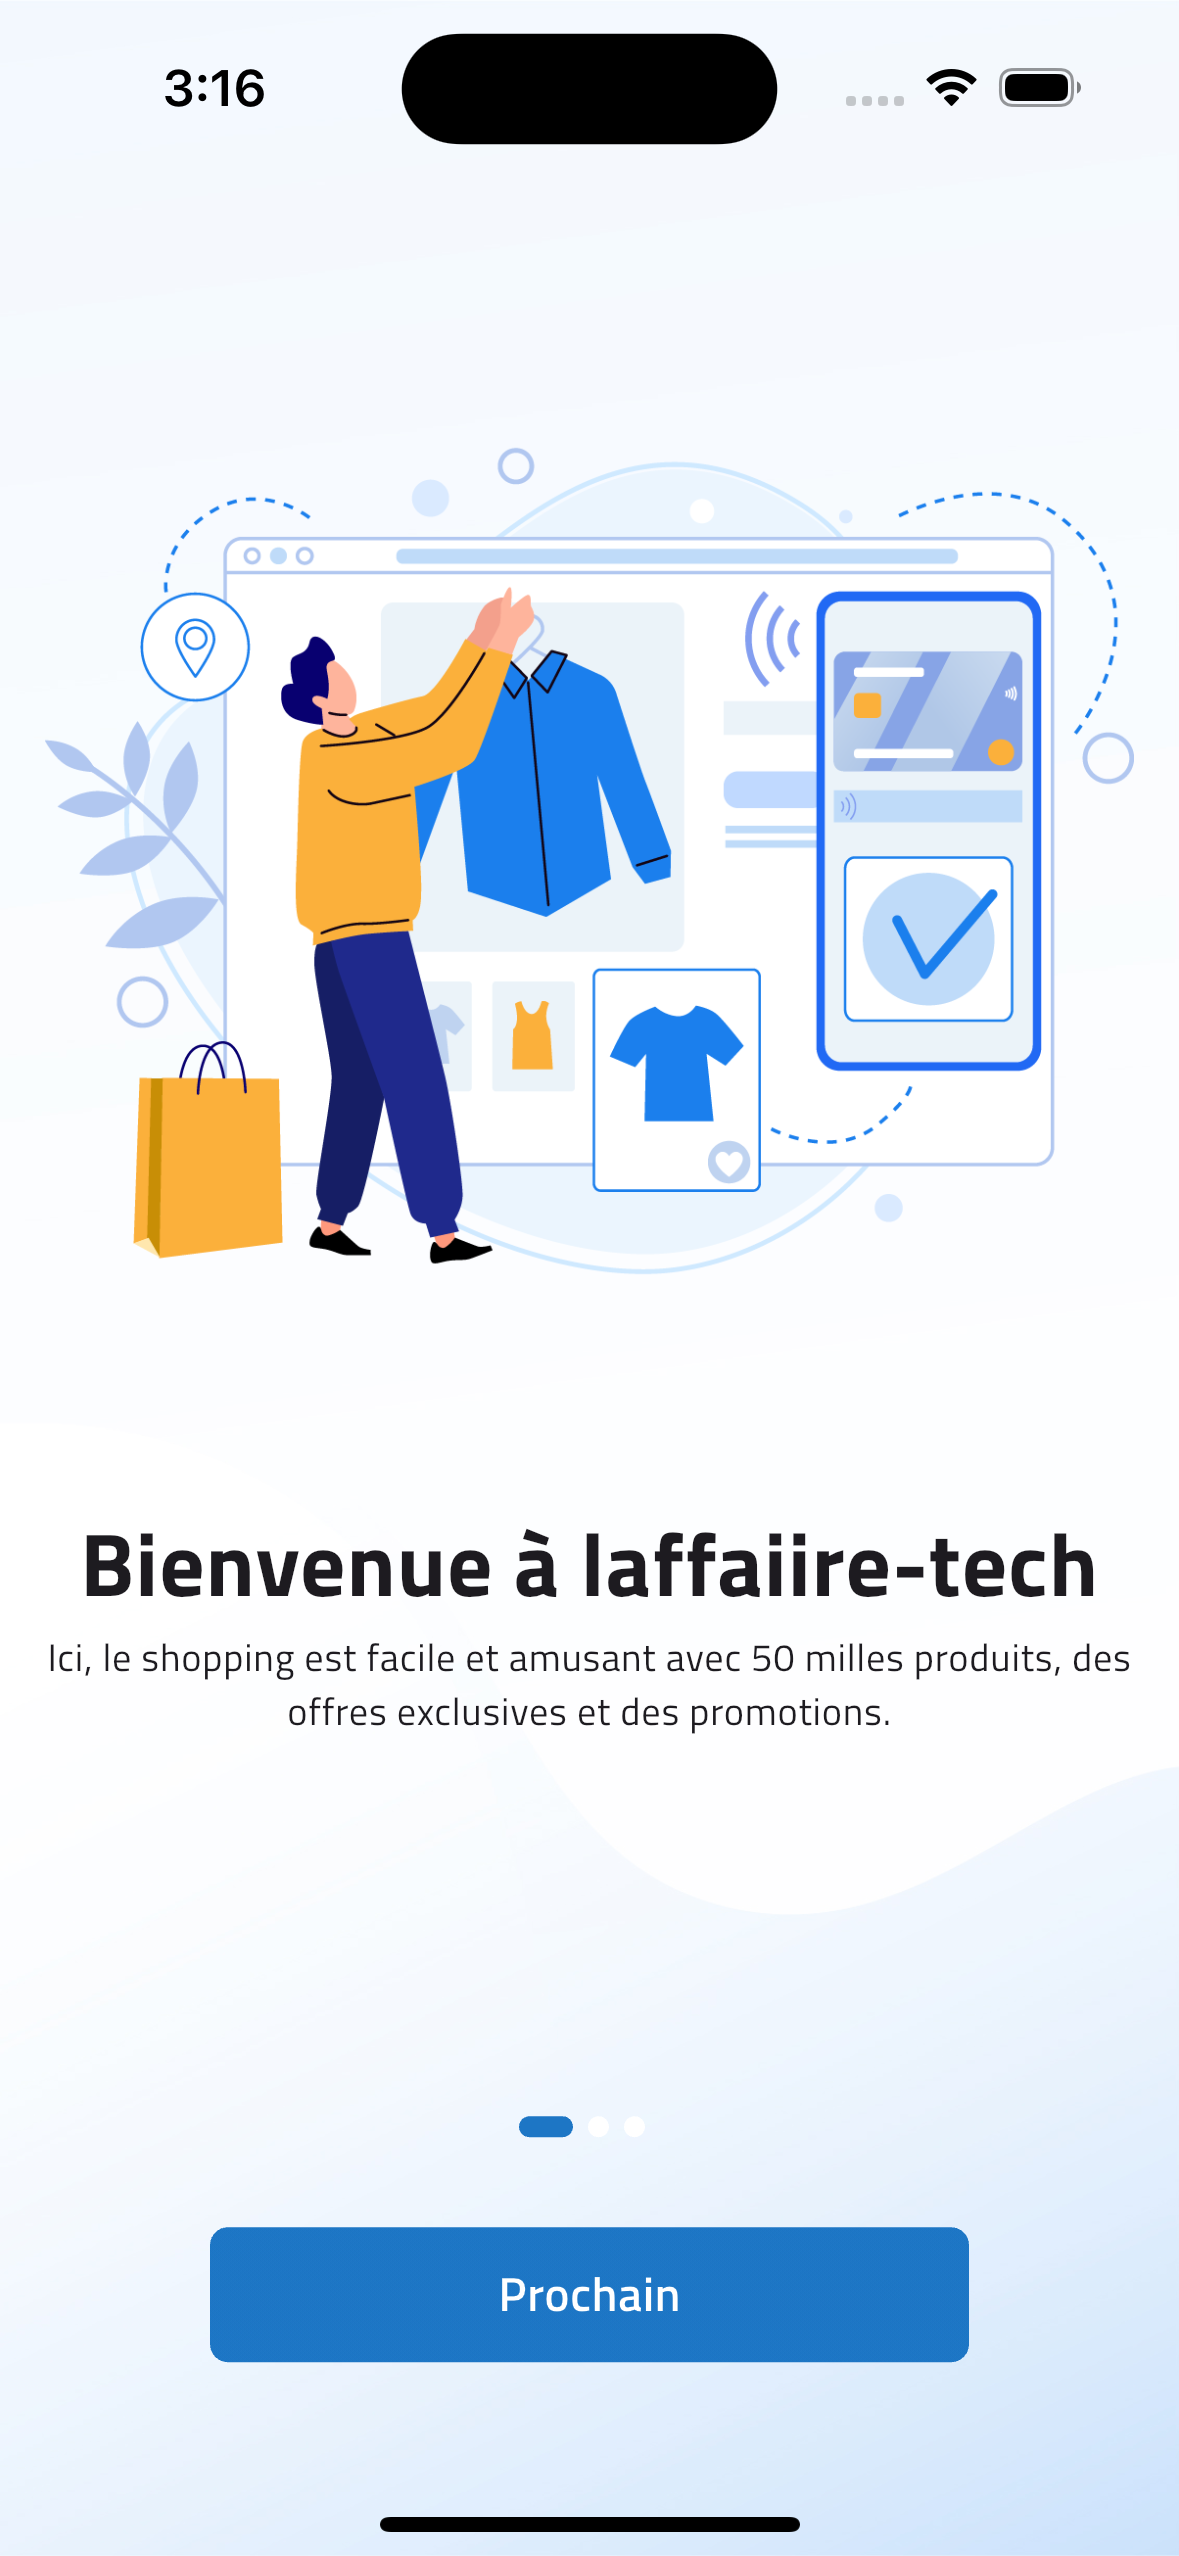 3:16
Bienvenue à laffaiire-tech
Ici, le shopping est facile et amusant avec 50 milles produits, des
offres exclusives et des promotions.
Prochain